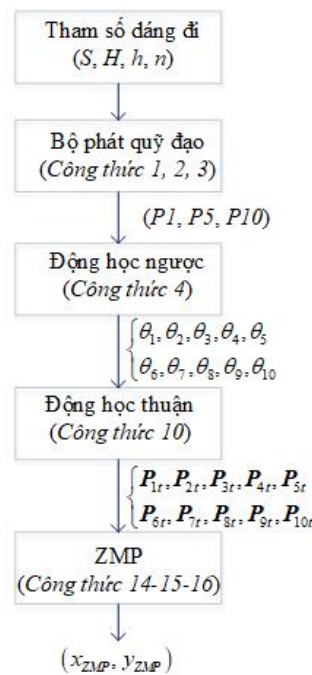 Tham số dáng đi
(S, H, h, n)
Bộ phát quỹ đạo
(Công thức 1, 2, 3)
(P1, P5, P10)
Động học ngược
(Công thức 4)
θ₁, θ₂, θ₃, θ₄, θ₅
θ₆, θ₇, θ₈, θ₉, θ₁₀
Động học thuận
(Công thức 10)
P₁ₜ, P₂ₜ, P₃ₜ, P₄ₜ, P₅ₜ
P₆ₜ, P₇ₜ, P₈ₜ, P₉ₜ, P₁₀ₜ
ZMP
(Công thức 14-15-16)
(x_ZMP, y_ZMP)